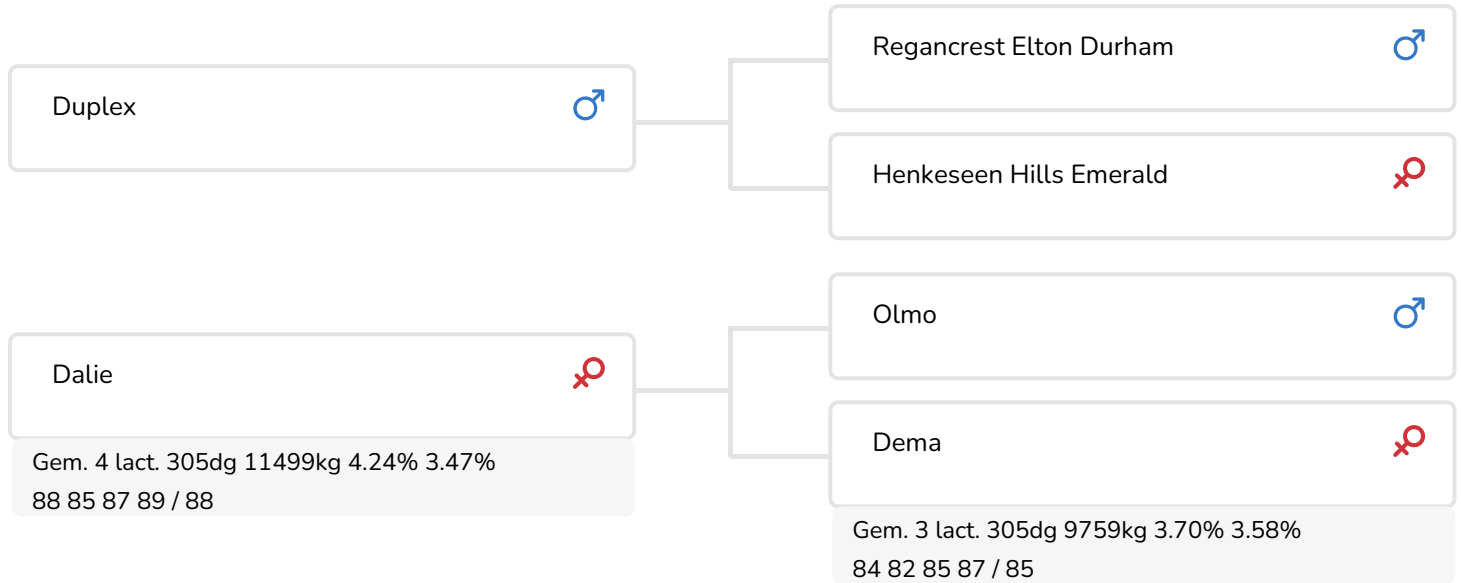 Regancrest Elton Durham
Duplex
Henkeseen Hills Emerald
Olmo
Dalie
Dema
Gem. 4 lact. 305dg 11499kg 4.24% 3.47%
88 85 87 89 / 88
Gem. 3 lact. 305dg 9759kg 3.70% 3.58%
84 82 85 87 / 85